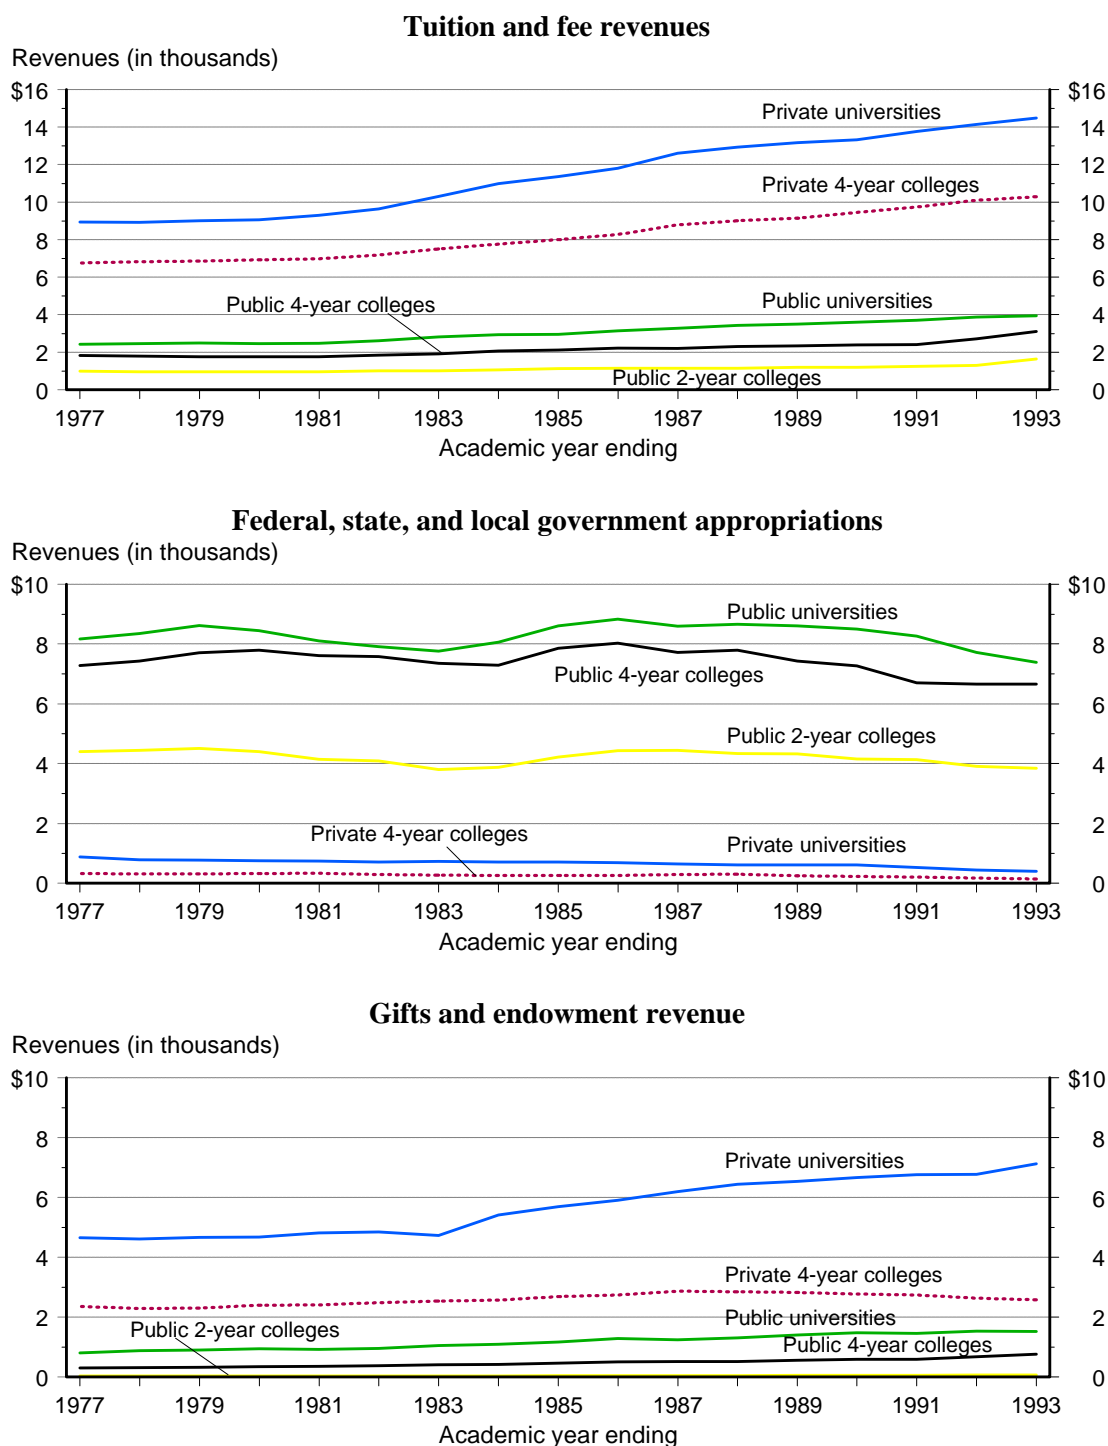 Tuition and fee revenues
Revenues (in thousands)
$16 $16
Private universities
14 14
12 12
Private 4-year colleges
10 10
8 8
6 6
Public 4-year colleges Public universities
4 4
2 2
Public 2-year colleges
0 0
1977 1979 1981 1983 1985 1987 1989 1991 1993
Academic year ending
Federal, state, and local government appropriations
Revenues (in thousands)
$10 $10
Public universities
8 8
Public 4-year colleges
6 6
Public 2-year colleges
4 4
2 2
Private 4-year colleges Private universities
0 0
1977 1979 1981 1983 1985 1987 1989 1991 1993
Academic year ending
Gifts and endowment revenue
Revenues (in thousands)
$10 $10
8 8
Private universities
6 6
4 4
Private 4-year colleges
2 2
Public 2-year colleges Public universities
Public 4-year colleges
0 0
1977 1979 1981 1983 1985 1987 1989 1991 1993
Academic year ending